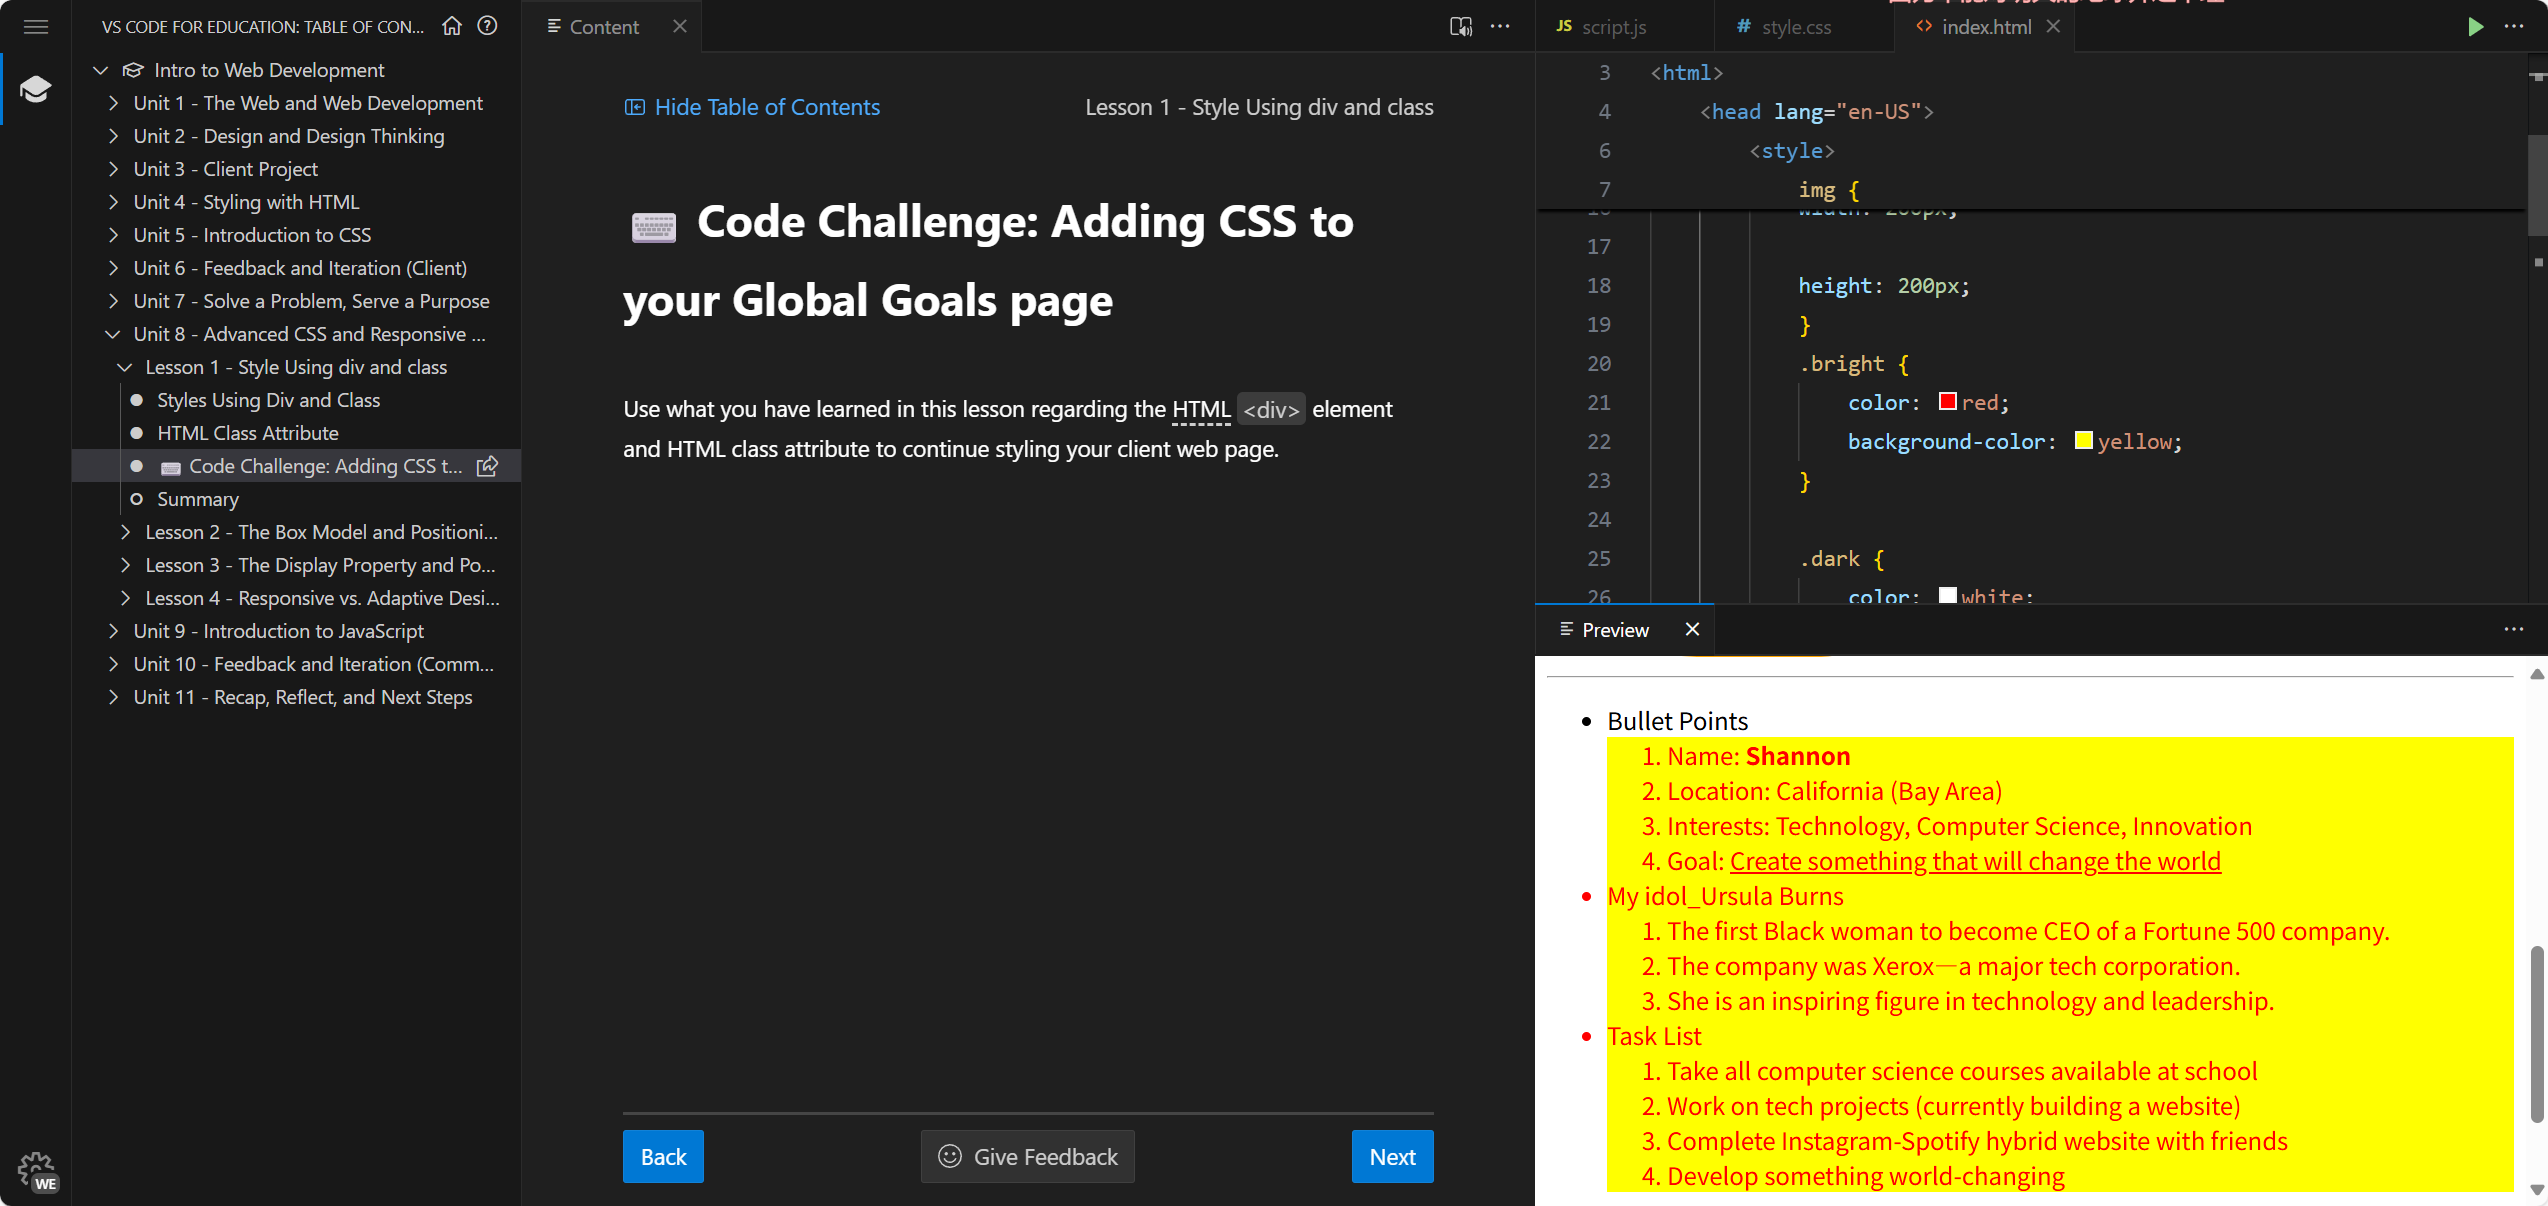 VS CODE FOR EDUCATION: TABLE OF CON...
Intro to Web Development
Unit 1 - The Web and Web Development
Unit 2 - Design and Design Thinking
Unit 3 - Client Project
Unit 4 - Styling with HTML
Unit 5 - Introduction to CSS
Unit 6 - Feedback and Iteration (Client)
Unit 7 - Solve a Problem, Serve a Purpose
Unit 8 - Advanced CSS and Responsive ...
Lesson 1 - Style Using div and class
Styles Using Div and Class
HTML Class Attribute
Code Challenge: Adding CSS t...
Summary
Lesson 2 - The Box Model and Positioni...
Lesson 3 - The Display Property and Po...
Lesson 4 - Responsive vs. Adaptive Desi...
Unit 9 - Introduction to JavaScript
Unit 10 - Feedback and Iteration (Comm...
Unit 11 - Recap, Reflect, and Next Steps
WE
Content
Hide Table of Contents
Lesson 1 - Style Using div and class
Code Challenge: Adding CSS to
your Global Goals page
Use what you have learned in this lesson regarding the HTML <div> element
and HTML class attribute to continue styling your client web page.
Back
Give Feedback
Next
JS script.js
# style.css
<> index.html
3 <html>
4 <head lang="en-US">
6 <style>
7 img {
16 width: 200px;
17
18 height: 200px;
19 }
20 .bright {
21 color: red;
22 background-color: yellow;
23 }
24
25 .dark {
26 color: white;
Preview
• Bullet Points
1. Name: Shannon
2. Location: California (Bay Area)
3. Interests: Technology, Computer Science, Innovation
4. Goal: Create something that will change the world
• My idol_Ursula Burns
1. The first Black woman to become CEO of a Fortune 500 company.
2. The company was Xerox—a major tech corporation.
3. She is an inspiring figure in technology and leadership.
• Task List
1. Take all computer science courses available at school
2. Work on tech projects (currently building a website)
3. Complete Instagram-Spotify hybrid website with friends
4. Develop something world-changing